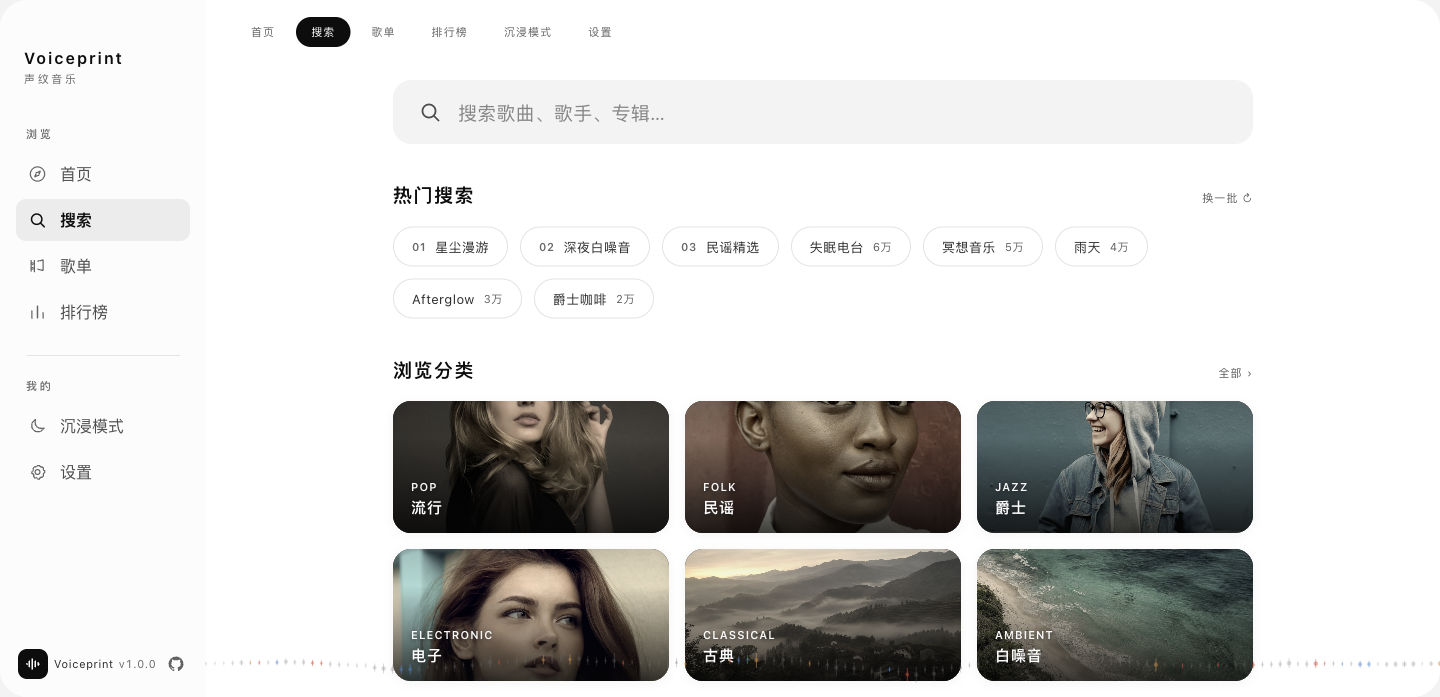 Voiceprint
声纹音乐
浏览
首页
搜索
歌单
排行榜
我的
沉浸模式
设置
Voiceprint v1.0.0
首页 搜索 歌单 排行榜 沉浸模式 设置
搜索歌曲、歌手、专辑...
热门搜索 换一批 ↻
01 星尘漫游 02 深夜白噪音 03 民谣精选 失眠电台 6万 冥想音乐 5万 雨天 4万
Afterglow 3万 爵士咖啡 2万
浏览分类 全部 ›
POP
流行
FOLK
民谣
JAZZ
爵士
ELECTRONIC
电子
CLASSICAL
古典
AMBIENT
白噪音